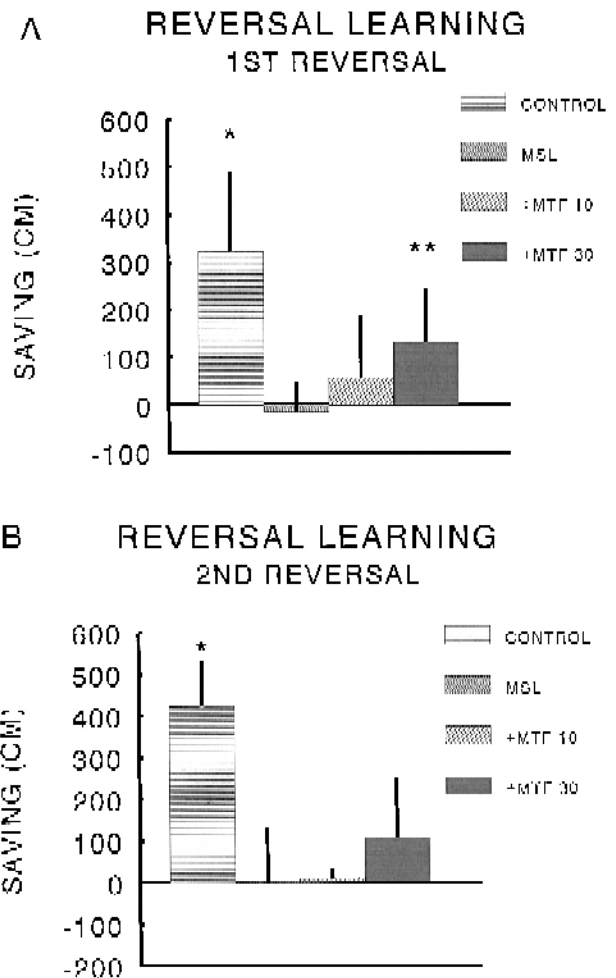 A
REVERSAL LEARNING
1ST REVERSAL
CONTROL
MSL
+MTF 10
+MTF 30
SAVING (CM)
600
500
400
300
200
100
0
-100
*
**
B
REVERSAL LEARNING
2ND REVERSAL
CONTROL
MSL
+MTF 10
+MTF 30
SAVING (CM)
600
500
400
300
200
100
0
-100
-200
*